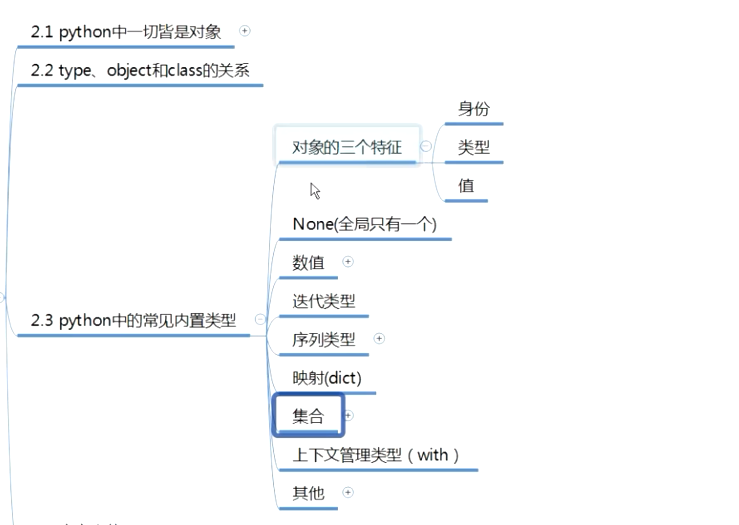 2.1 python中一切皆是对象
2.2 type、object和class的关系
2.3 python中的常见内置类型
对象的三个特征
身份
类型
值
None(全局只有一个)
数值
迭代类型
序列类型
映射(dict)
集合
上下文管理类型（with ）
其他